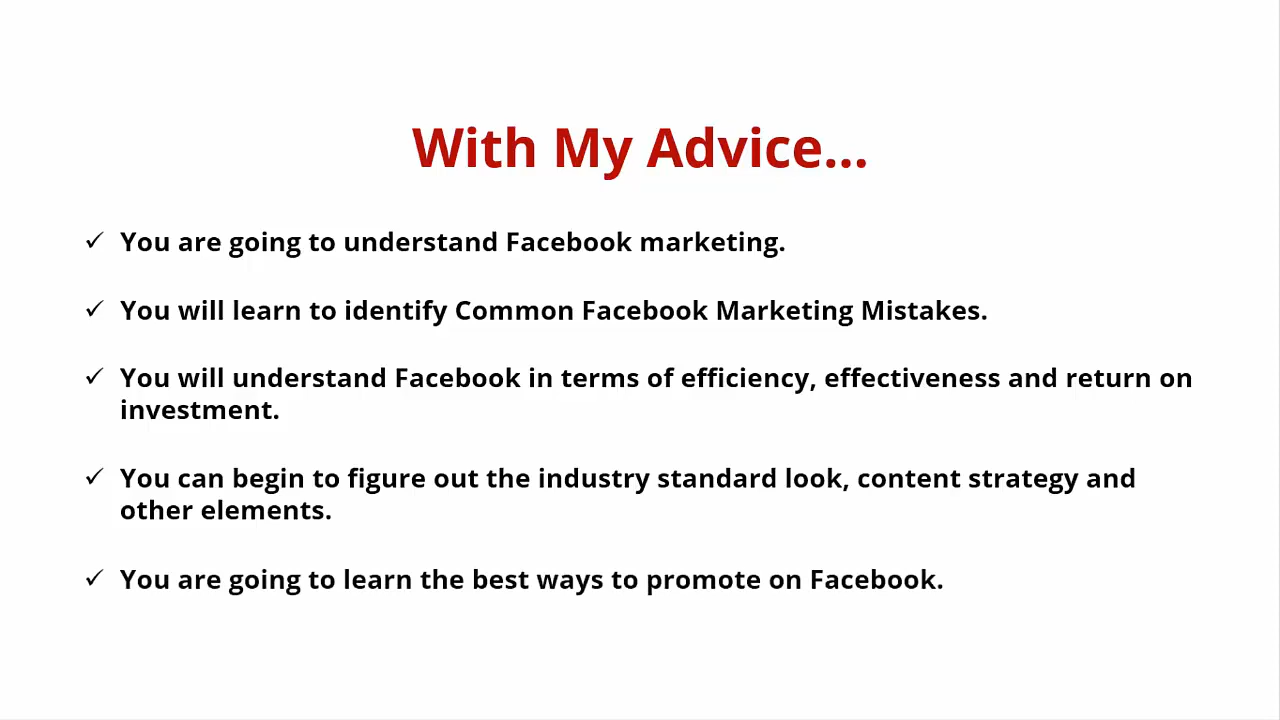 With My Advice...
✓ You are going to understand Facebook marketing.
✓ You will learn to identify Common Facebook Marketing Mistakes.
✓ You will understand Facebook in terms of efficiency, effectiveness and return on
investment.
✓ You can begin to figure out the industry standard look, content strategy and
other elements.
✓ You are going to learn the best ways to promote on Facebook.